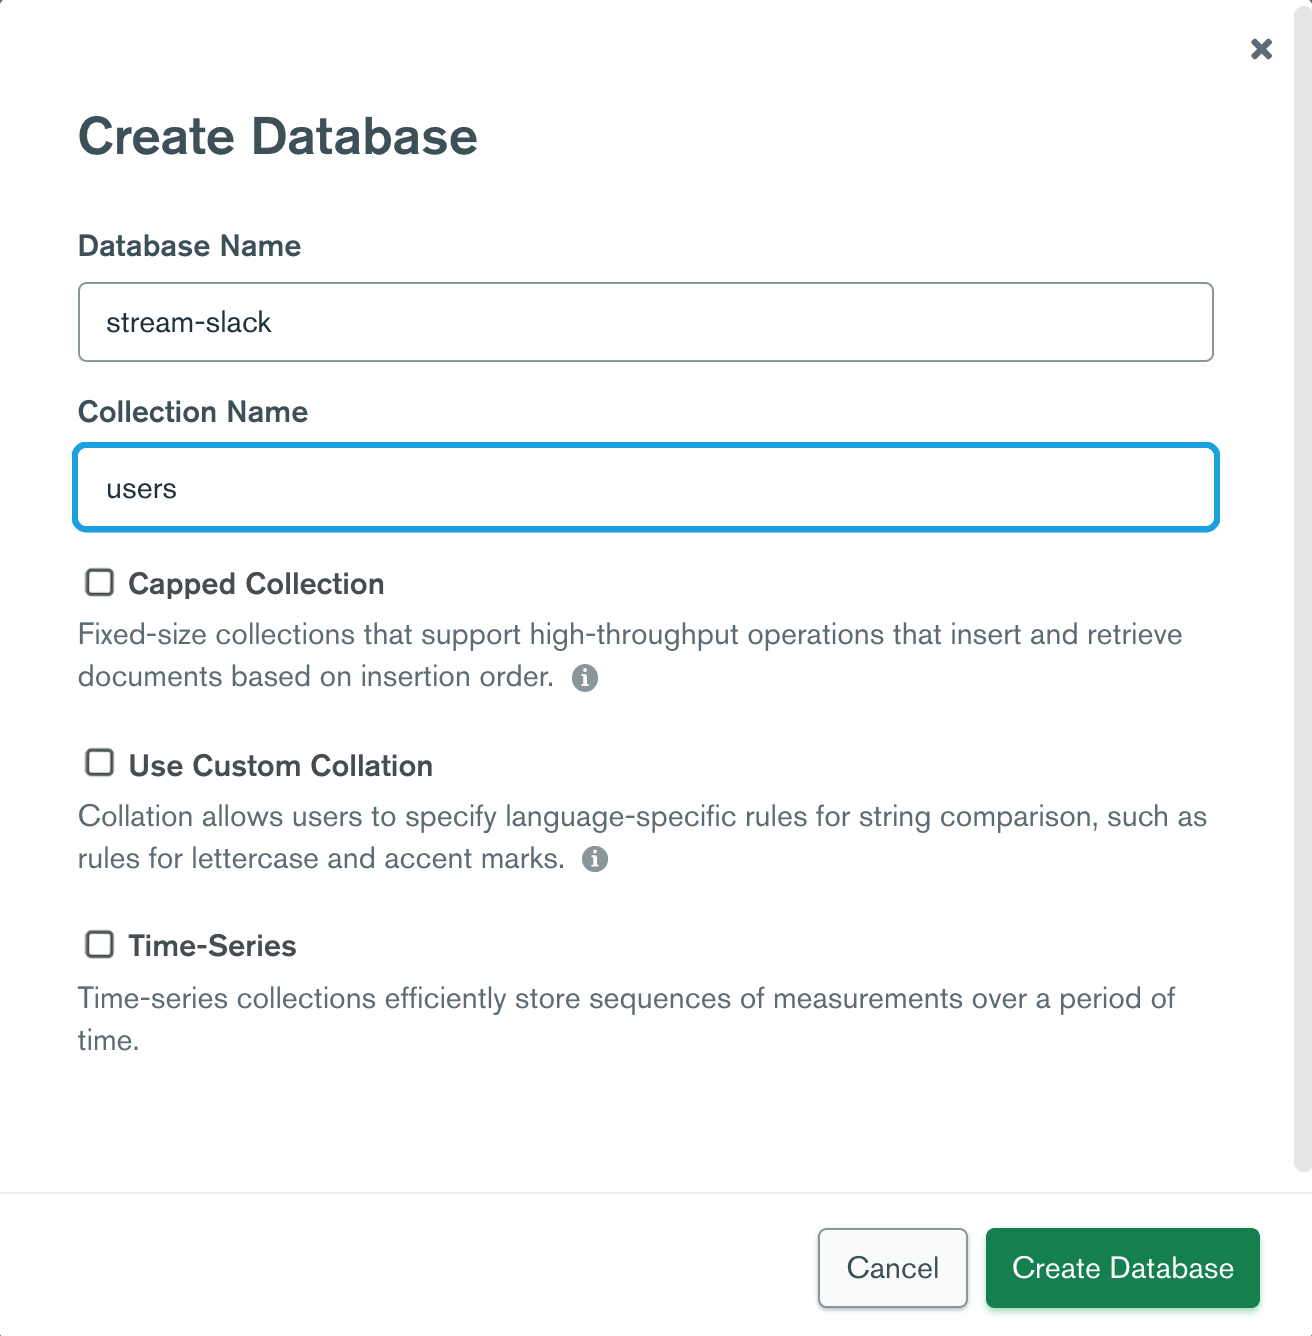 Create Database
Database Name
stream-slack
Collection Name
users
Capped Collection
Fixed-size collections that support high-throughput operations that insert and retrieve
documents based on insertion order.
Use Custom Collation
Collation allows users to specify language-specific rules for string comparison, such as
rules for lettercase and accent marks.
Time-Series
Time-series collections efficiently store sequences of measurements over a period of
time.
Cancel
Create Database